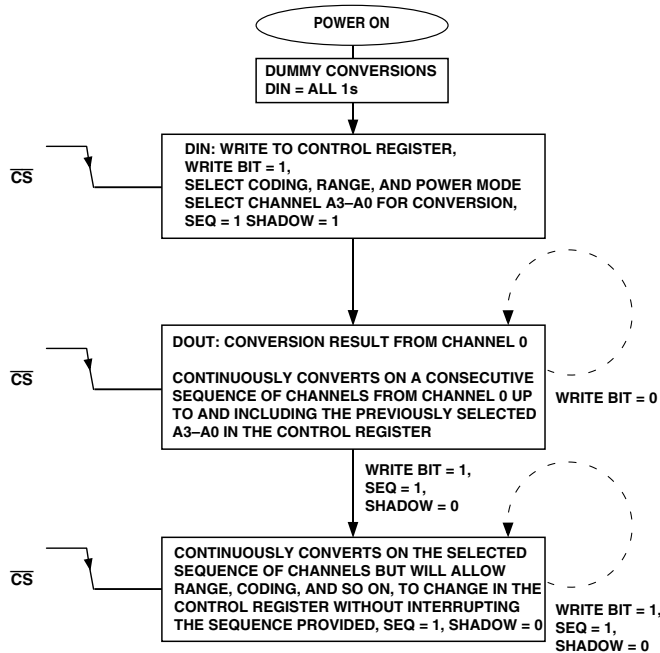 POWER ON
DUMMY CONVERSIONS
DIN = ALL 1s
CS
DIN: WRITE TO CONTROL REGISTER,
WRITE BIT = 1,
SELECT CODING, RANGE, AND POWER MODE
SELECT CHANNEL A3–A0 FOR CONVERSION,
SEQ = 1 SHADOW = 1
CS
DOUT: CONVERSION RESULT FROM CHANNEL 0
CONTINUOUSLY CONVERTS ON A CONSECUTIVE
SEQUENCE OF CHANNELS FROM CHANNEL 0 UP
TO AND INCLUDING THE PREVIOUSLY SELECTED
A3–A0 IN THE CONTROL REGISTER
WRITE BIT = 0
WRITE BIT = 1,
SEQ = 1,
SHADOW = 0
CS
CONTINUOUSLY CONVERTS ON THE SELECTED
SEQUENCE OF CHANNELS BUT WILL ALLOW
RANGE, CODING, AND SO ON, TO CHANGE IN THE
CONTROL REGISTER WITHOUT INTERRUPTING
THE SEQUENCE PROVIDED, SEQ = 1, SHADOW = 0
WRITE BIT = 1,
SEQ = 1,
SHADOW = 0